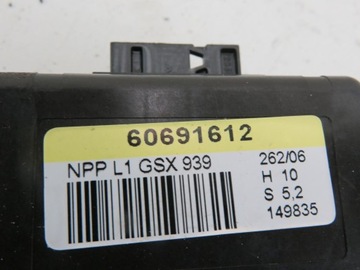 60691612
NPP L1 GSX 939
262/06
H 10
S 5,2
149835